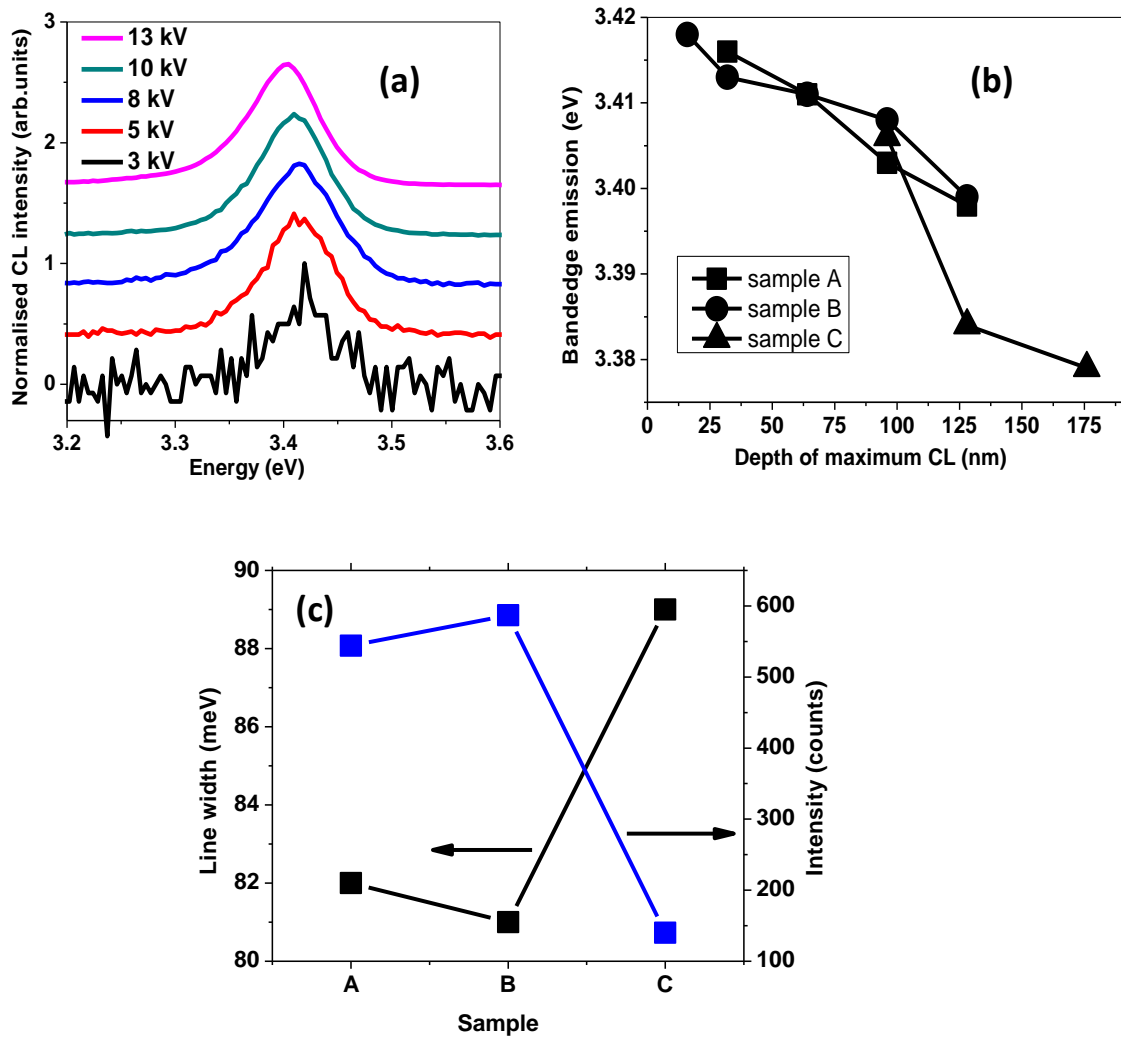 (a)
13 kV
10 kV
8 kV
5 kV
3 kV
Normalised CL intensity (arb.units)
3
2
1
0
3.2 3.3 3.4 3.5 3.6
Energy (eV)
(b)
Bandedge emission (eV)
3.42
3.41
3.40
3.39
3.38
sample A
sample B
sample C
0 25 50 75 100 125 150 175
Depth of maximum CL (nm)
(c)
Line width (meV)
90
88
86
84
82
80
600
500
400
300
200
100
Intensity (counts)
A B C
Sample